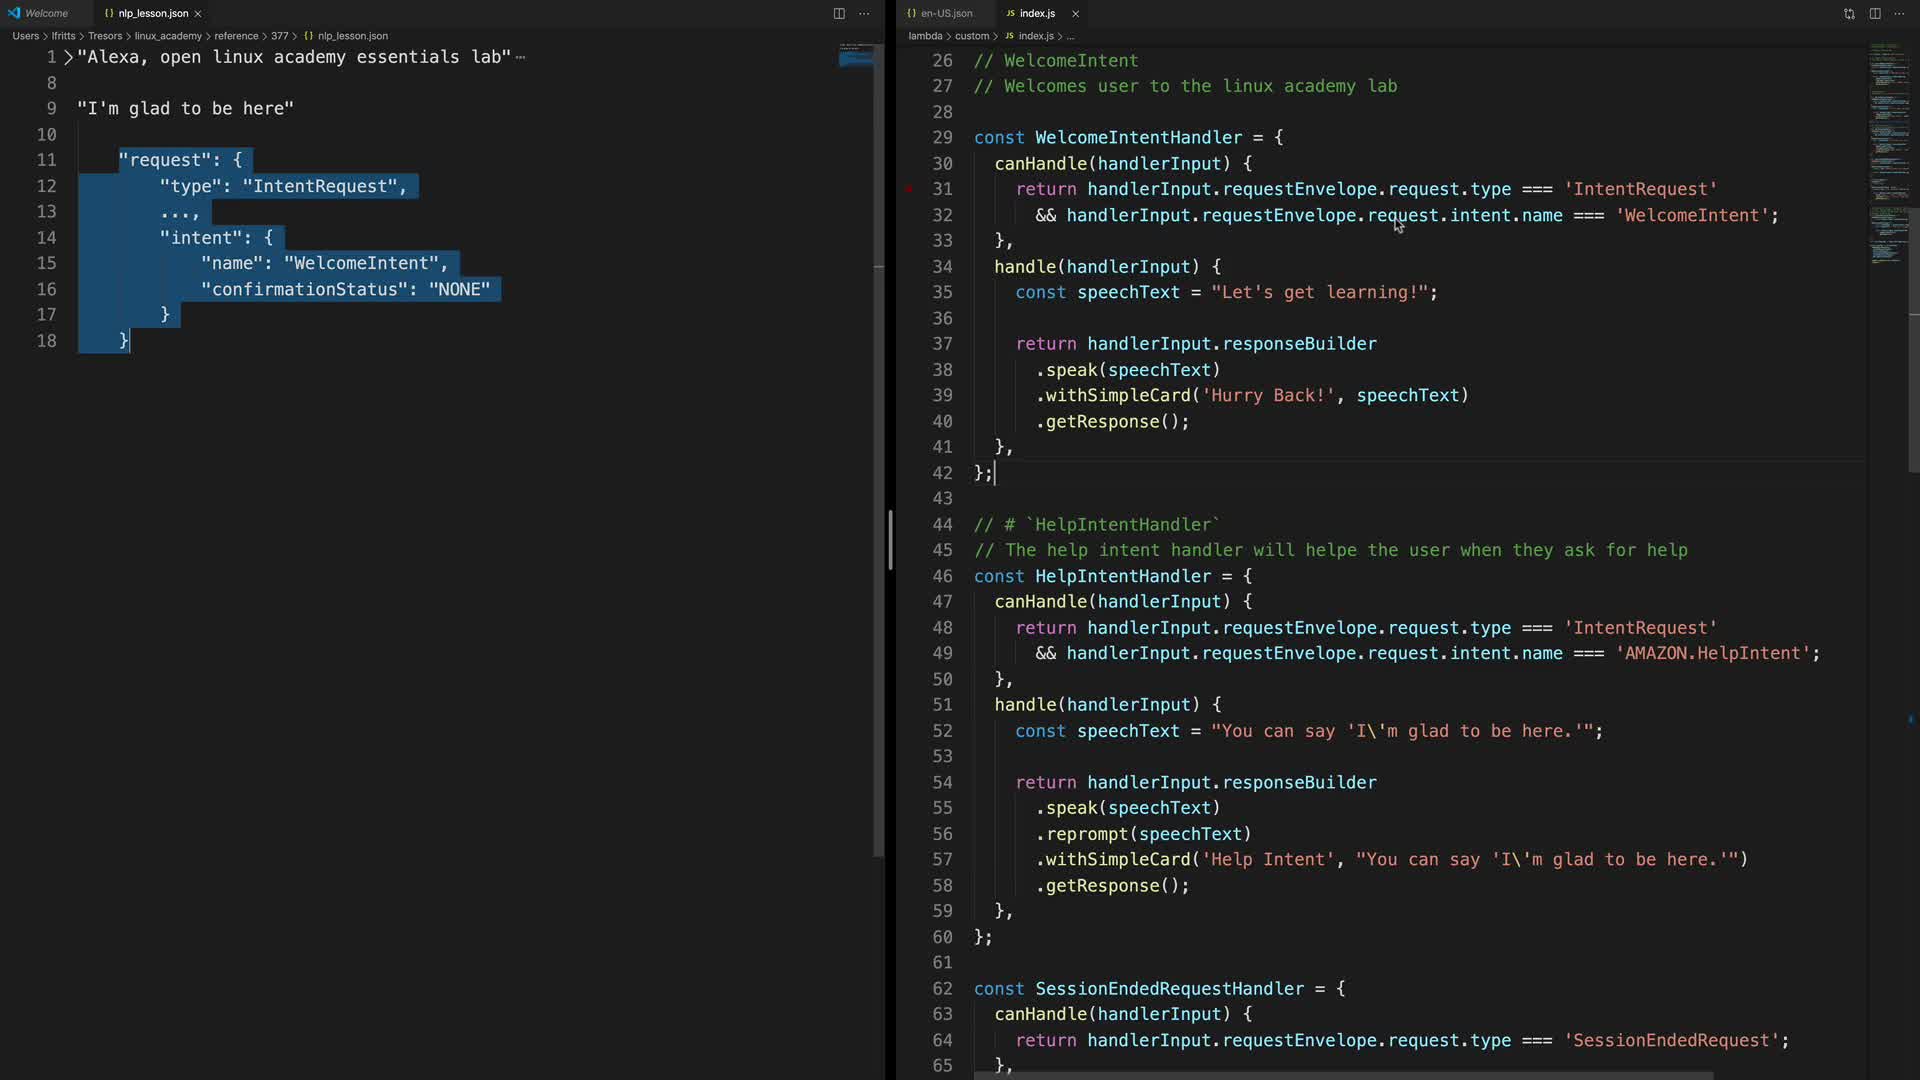 Welcome
{} nlp_lesson.json ×
Users > lfritts > Tresors > linux_academy > reference > 377 > {} nlp_lesson.json
1 > "Alexa, open linux academy essentials lab" ⋯
8
9 "I'm glad to be here"
10
11 "request": {
12 "type": "IntentRequest",
13 ...,
14 "intent": {
15 "name": "WelcomeIntent",
16 "confirmationStatus": "NONE"
17 }
18 }
{} en-US.json
JS index.js ×
lambda > custom > JS index.js > ...
26 // WelcomeIntent
27 // Welcomes user to the linux academy lab
28
29 const WelcomeIntentHandler = {
30 canHandle(handlerInput) {
31 return handlerInput.requestEnvelope.request.type === 'IntentRequest'
32 && handlerInput.requestEnvelope.request.intent.name === 'WelcomeIntent';
33 },
34 handle(handlerInput) {
35 const speechText = "Let's get learning!";
36
37 return handlerInput.responseBuilder
38 .speak(speechText)
39 .withSimpleCard('Hurry Back!', speechText)
40 .getResponse();
41 },
42 };
43
44 // # `HelpIntentHandler`
45 // The help intent handler will helpe the user when they ask for help
46 const HelpIntentHandler = {
47 canHandle(handlerInput) {
48 return handlerInput.requestEnvelope.request.type === 'IntentRequest'
49 && handlerInput.requestEnvelope.request.intent.name === 'AMAZON.HelpIntent';
50 },
51 handle(handlerInput) {
52 const speechText = "You can say 'I\'m glad to be here.'";
53
54 return handlerInput.responseBuilder
55 .speak(speechText)
56 .reprompt(speechText)
57 .withSimpleCard('Help Intent', "You can say 'I\'m glad to be here.'")
58 .getResponse();
59 },
60 };
61
62 const SessionEndedRequestHandler = {
63 canHandle(handlerInput) {
64 return handlerInput.requestEnvelope.request.type === 'SessionEndedRequest';
65 },